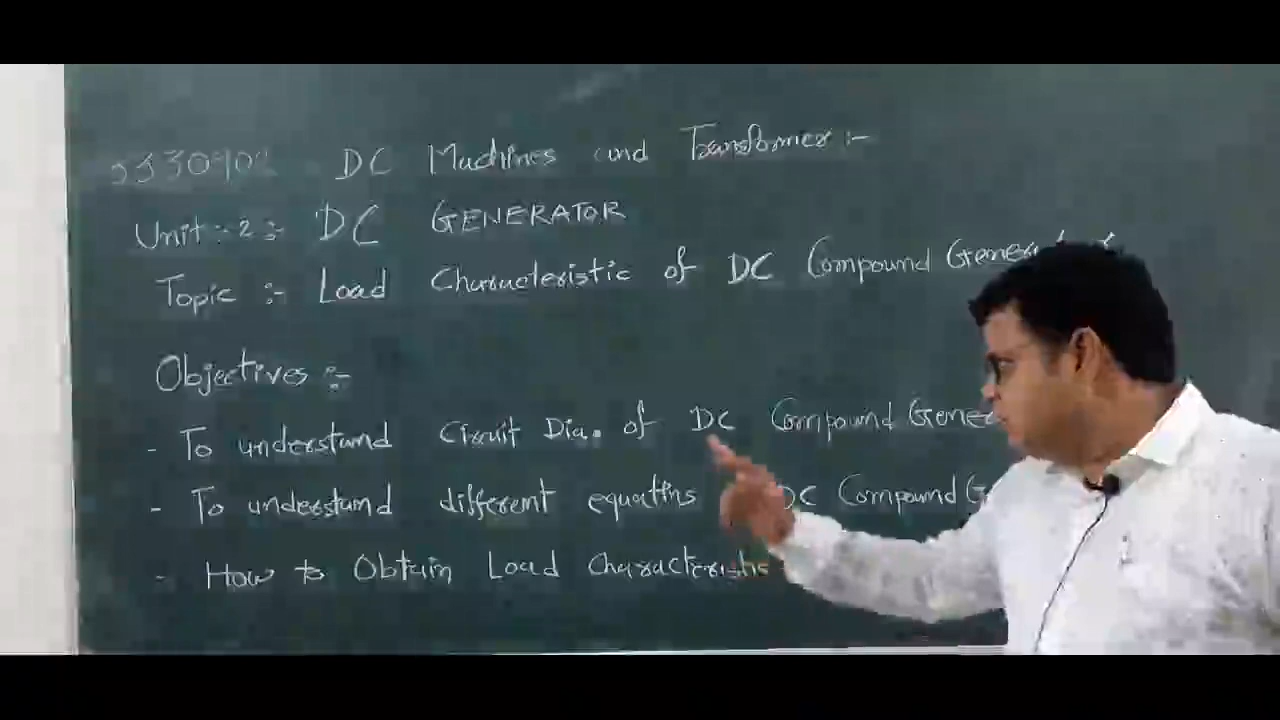 DC Machines and Transformer :-
Unit :- 2 :- DC GENERATOR
Topic :- Load Characteristic of DC Compound
Objectives :-
- To understand Circuit Dia. of DC Compound
- To understand different equatins DC Compound
- How to Obtain Load Characteristic